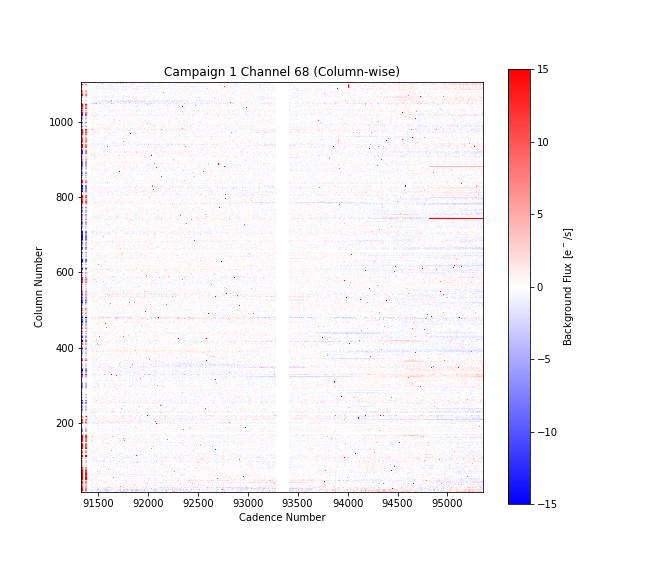 Campaign 1 Channel 68 (Column-wise)
15
10
5
0
−5
−10
−15
Background Flux [e⁻/s]
1000
800
600
400
200
Column Number
91500 92000 92500 93000 93500 94000 94500 95000
Cadence Number